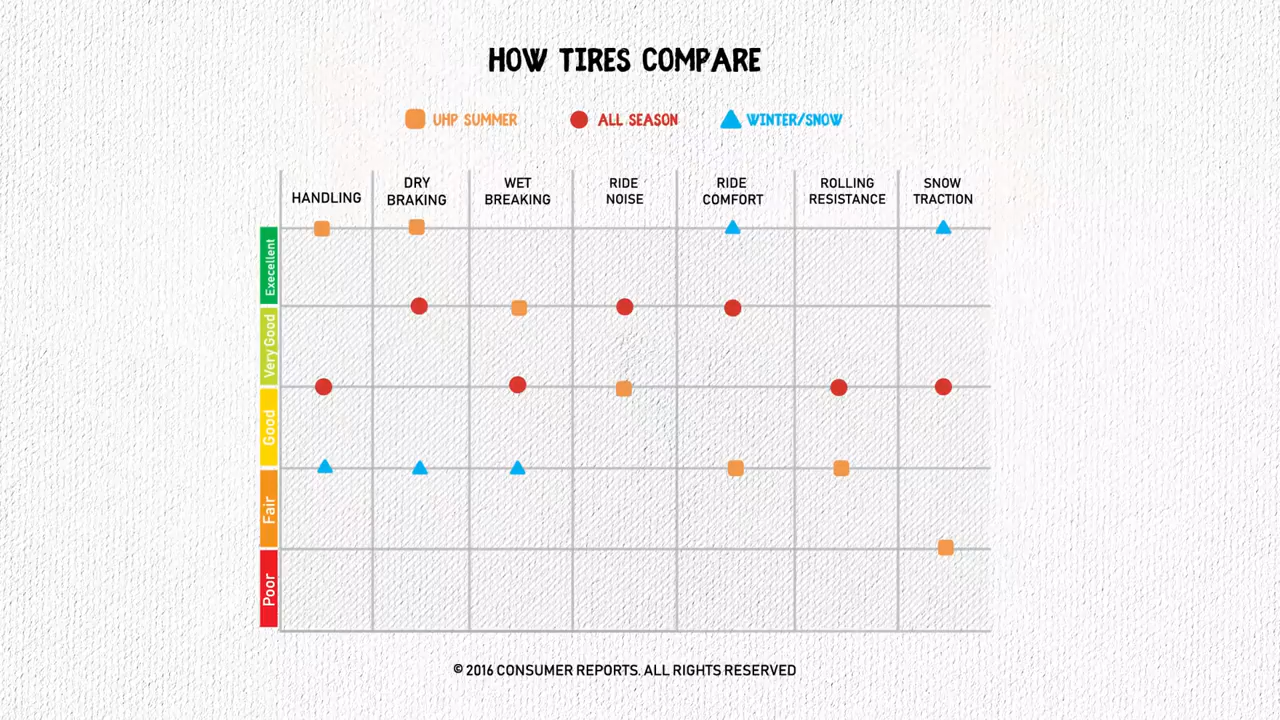 HOW TIRES COMPARE
UHP SUMMER
ALL SEASON
WINTER/SNOW
HANDLING
DRY
BRAKING
WET
BREAKING
RIDE
NOISE
RIDE
COMFORT
ROLLING
RESISTANCE
SNOW
TRACTION
Execellent
Very Good
Good
Fair
Poor
© 2016 CONSUMER REPORTS. ALL RIGHTS RESERVED